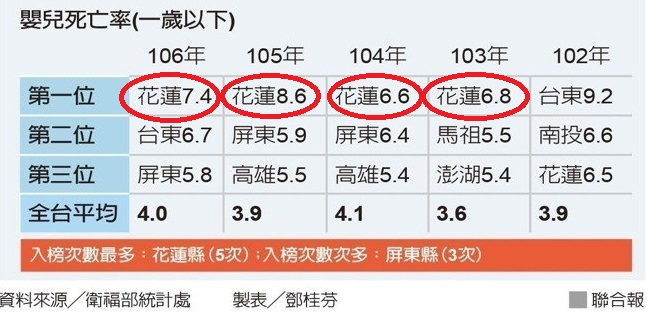 嬰兒死亡率(一歲以下)
106年 105年 104年 103年 102年
第一位 花蓮7.4 花蓮8.6 花蓮6.6 花蓮6.8 台東9.2
第二位 台東6.7 屏東5.9 屏東6.4 馬祖5.5 南投6.6
第三位 屏東5.8 高雄5.5 高雄5.4 澎湖5.4 花蓮6.5
全台平均 4.0 3.9 4.1 3.6 3.9
入榜次數最多：花蓮縣(5次)；入榜次數次多：屏東縣(3次)
資料來源／衛福部統計處 製表／鄧桂芬 聯合報